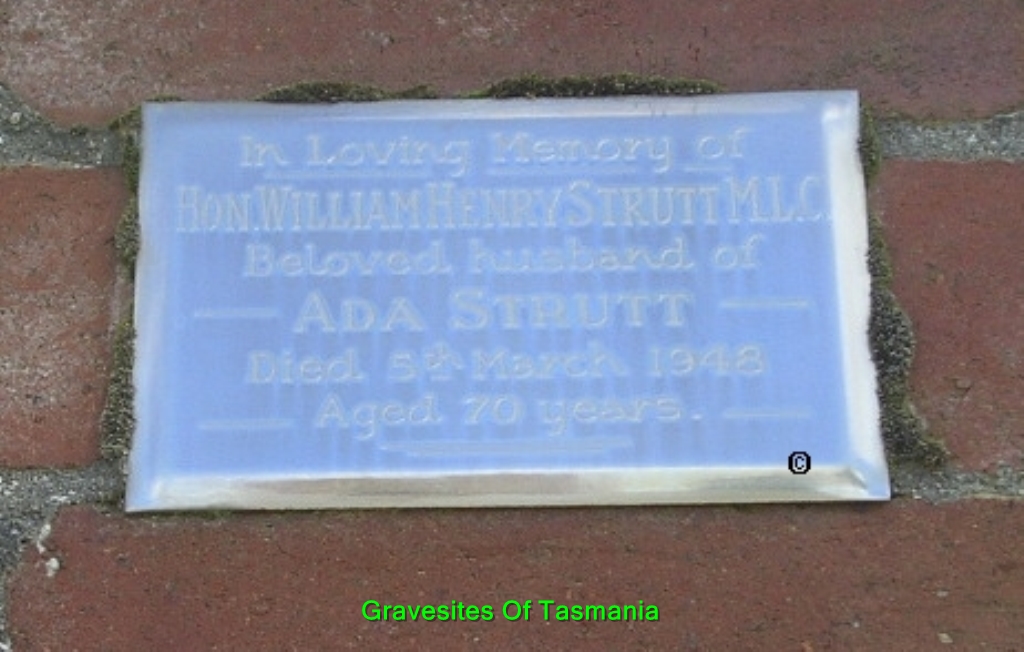 In Loving Memory of
HON. WILLIAM HENRY STRUTT M.L.C.
Beloved husband of
ADA STRUTT
Died 5th March 1948
Aged 70 years.
©
Gravesites Of Tasmania